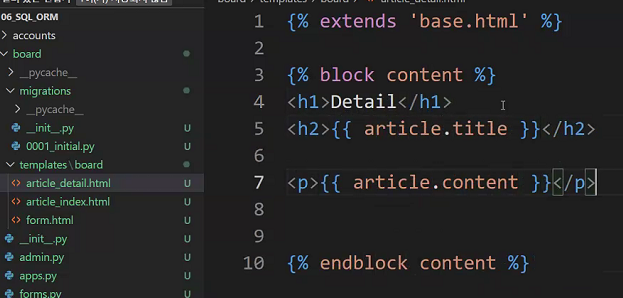 06_SQL_ORM
accounts
board
__pycache__
migrations
__pycache__
__init__.py U
0001_initial.py U
templates\board
article_detail.html U
article_index.html U
form.html U
__init__.py U
admin.py U
apps.py U
forms.py U
board > templates > board > article_detail.html
1 {% extends 'base.html' %}
2
3 {% block content %}
4 <h1>Detail</h1>
5 <h2>{{ article.title }}</h2>
6
7 <p>{{ article.content }}</p>
8
9
10 {% endblock content %}